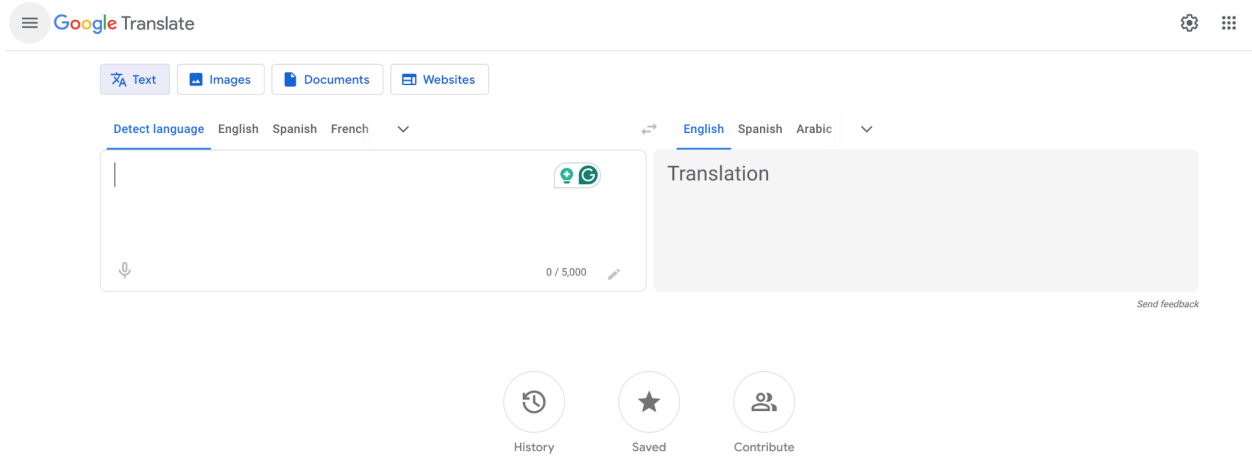 Google Translate
Text Images Documents Websites
Detect language English Spanish French English Spanish Arabic
Translation
0 / 5,000
Send feedback
History Saved Contribute